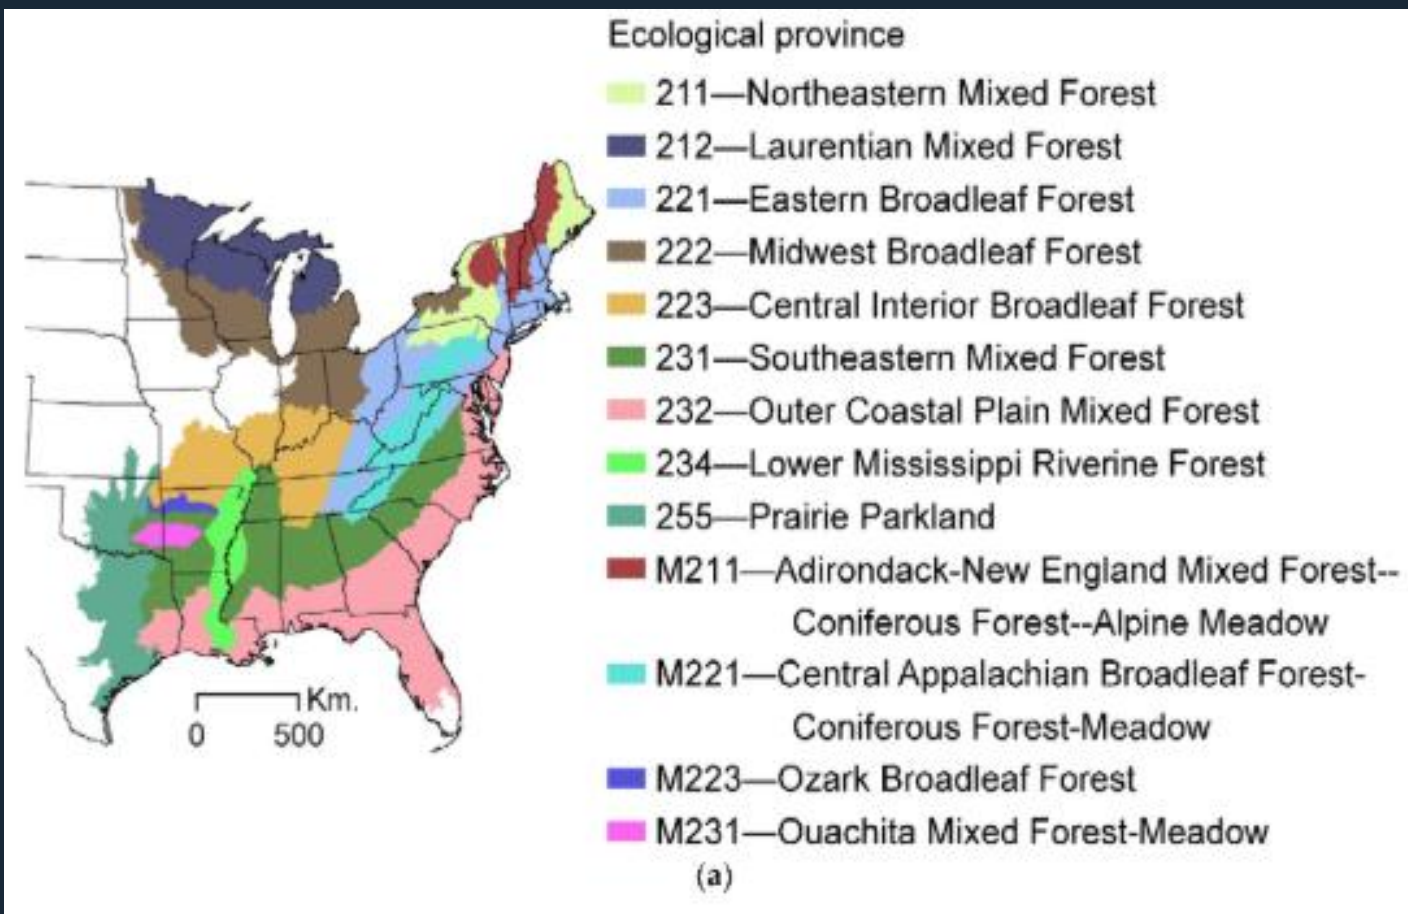 Ecological province
211—Northeastern Mixed Forest
212—Laurentian Mixed Forest
221—Eastern Broadleaf Forest
222—Midwest Broadleaf Forest
223—Central Interior Broadleaf Forest
231—Southeastern Mixed Forest
232—Outer Coastal Plain Mixed Forest
234—Lower Mississippi Riverine Forest
255—Prairie Parkland
M211—Adirondack-New England Mixed Forest--
Coniferous Forest--Alpine Meadow
M221—Central Appalachian Broadleaf Forest-
Coniferous Forest-Meadow
M223—Ozark Broadleaf Forest
M231—Ouachita Mixed Forest-Meadow
Km.
0 500
(a)